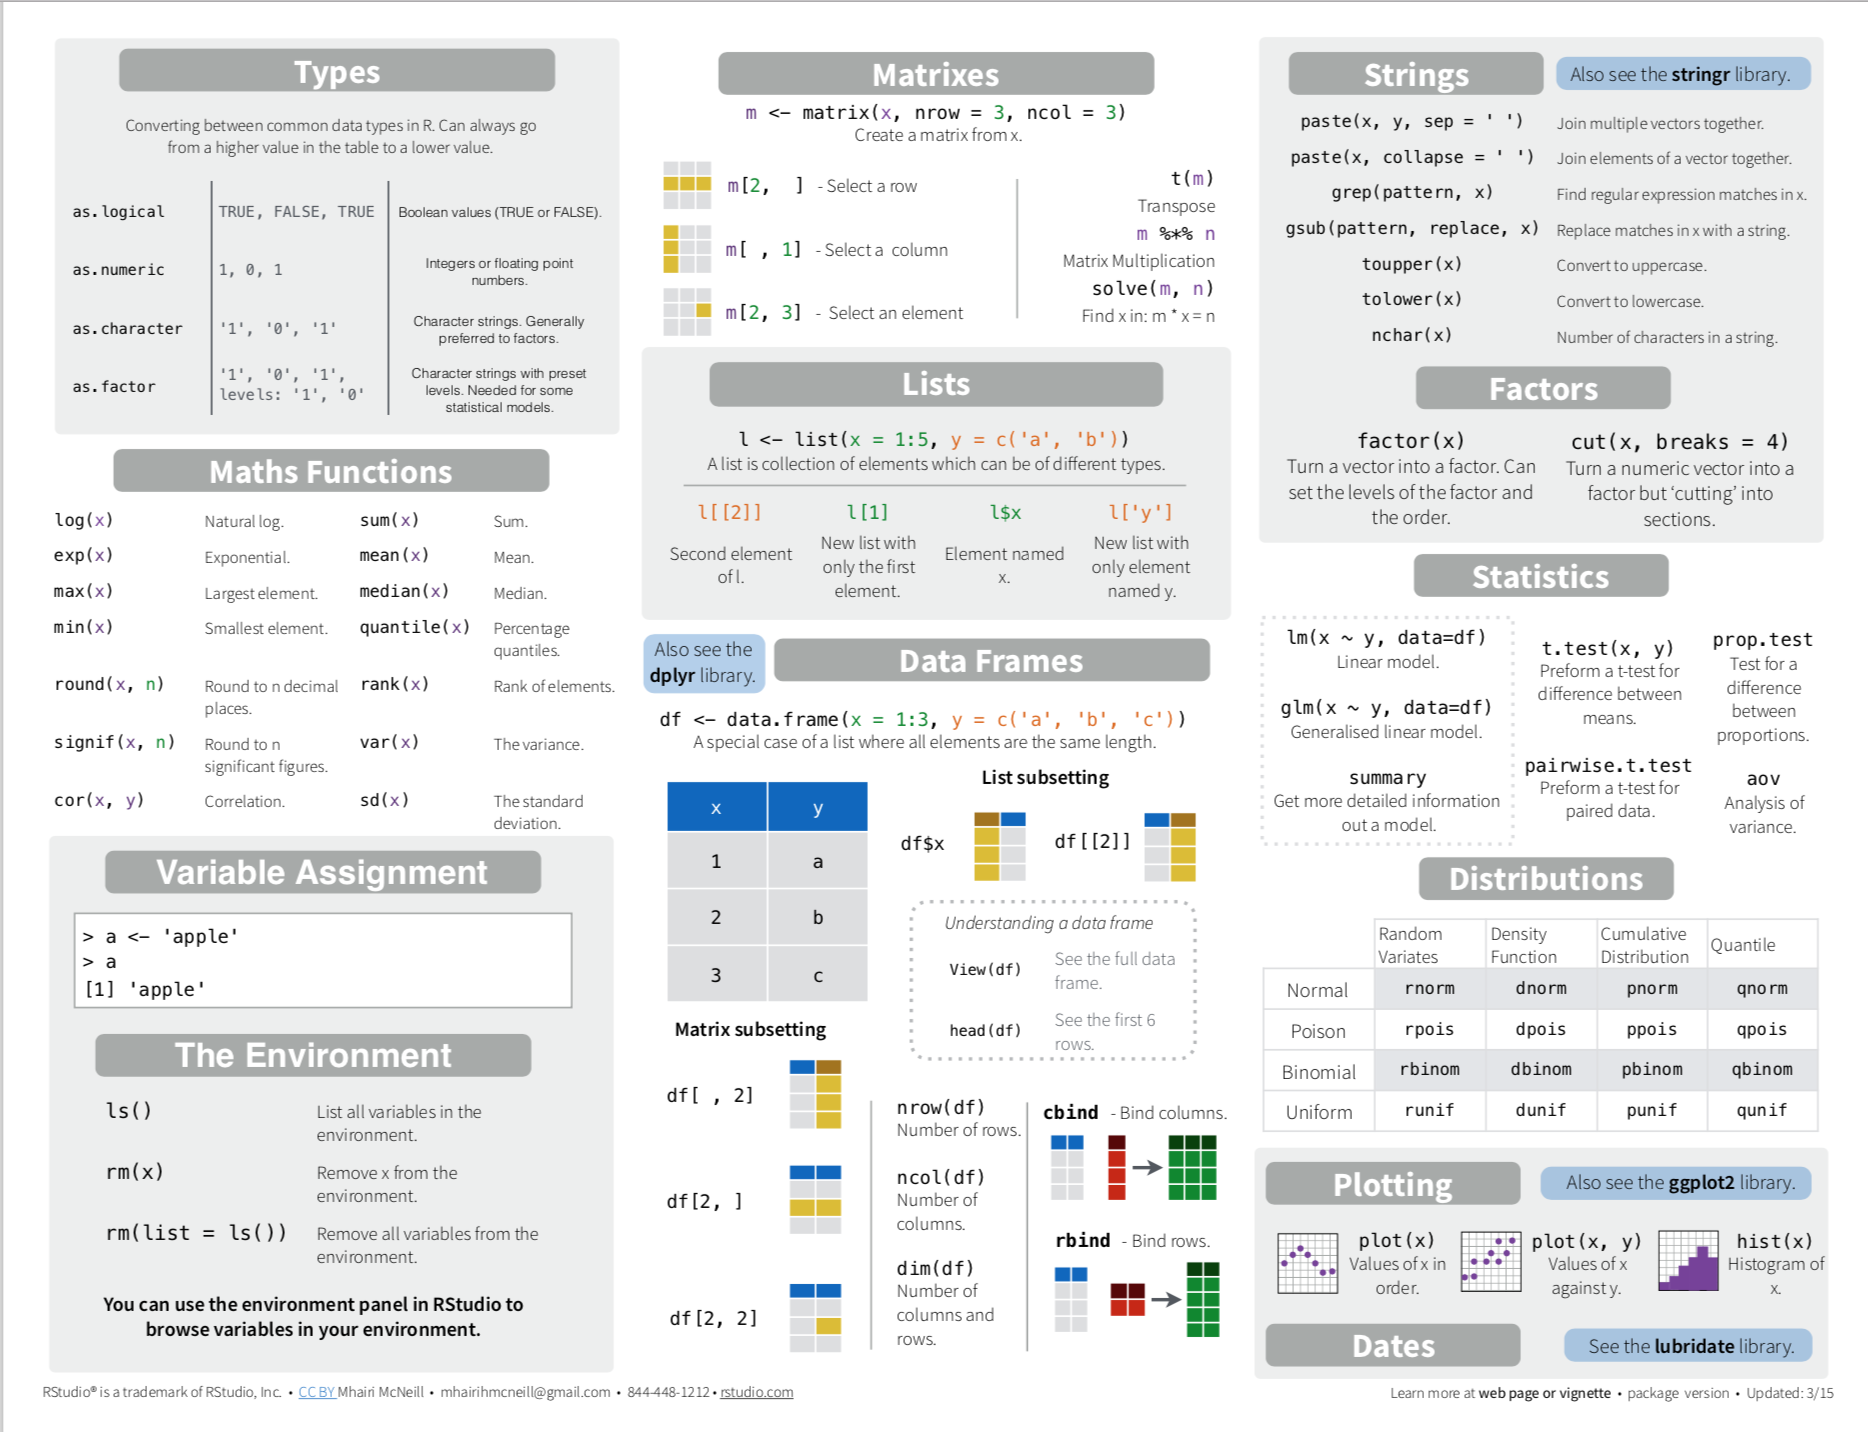 Types
Converting between common data types in R. Can always go
from a higher value in the table to a lower value.
as.logical
TRUE, FALSE, TRUE
Boolean values (TRUE or FALSE).
as.numeric
1, 0, 1
Integers or floating point
numbers.
as.character
'1', '0', '1'
Character strings. Generally
preferred to factors.
as.factor
'1', '0', '1',
levels: '1', '0'
Character strings with preset
levels. Needed for some
statistical models.
Maths Functions
log(x)
Natural log.
sum(x)
Sum.
exp(x)
Exponential.
mean(x)
Mean.
max(x)
Largest element.
median(x)
Median.
min(x)
Smallest element.
quantile(x)
Percentage
quantiles.
round(x, n)
Round to n decimal
places.
rank(x)
Rank of elements.
signif(x, n)
Round to n
significant figures.
var(x)
The variance.
cor(x, y)
Correlation.
sd(x)
The standard
deviation.
Variable Assignment
> a <- 'apple'
> a
[1] 'apple'
The Environment
ls()
List all variables in the
environment.
rm(x)
Remove x from the
environment.
rm(list = ls())
Remove all variables from the
environment.
You can use the environment panel in RStudio to
browse variables in your environment.
Matrixes
m <- matrix(x, nrow = 3, ncol = 3)
Create a matrix from x.
m[2, ] - Select a row
m[ , 1] - Select a column
m[2, 3] - Select an element
t(m)
Transpose
m %*% n
Matrix Multiplication
solve(m, n)
Find x in: m * x = n
Lists
l <- list(x = 1:5, y = c('a', 'b'))
A list is collection of elements which can be of different types.
l[[2]]
Second element
of l.
l[1]
New list with
only the first
element.
l$x
Element named
x.
l['y']
New list with
only element
named y.
Also see the
dplyr library.
Data Frames
df <- data.frame(x = 1:3, y = c('a', 'b', 'c'))
A special case of a list where all elements are the same length.
x y
1 a
2 b
3 c
List subsetting
df$x
df[[2]]
Understanding a data frame
View(df)
See the full data
frame.
head(df)
See the first 6
rows.
Matrix subsetting
df[ , 2]
df[2, ]
df[2, 2]
nrow(df)
Number of rows.
ncol(df)
Number of
columns.
dim(df)
Number of
columns and
rows.
cbind - Bind columns.
rbind - Bind rows.
Strings
Also see the stringr library.
paste(x, y, sep = ' ')
Join multiple vectors together.
paste(x, collapse = ' ')
Join elements of a vector together.
grep(pattern, x)
Find regular expression matches in x.
gsub(pattern, replace, x)
Replace matches in x with a string.
toupper(x)
Convert to uppercase.
tolower(x)
Convert to lowercase.
nchar(x)
Number of characters in a string.
Factors
factor(x)
Turn a vector into a factor. Can
set the levels of the factor and
the order.
cut(x, breaks = 4)
Turn a numeric vector into a
factor but ‘cutting’ into
sections.
Statistics
lm(x ~ y, data=df)
Linear model.
glm(x ~ y, data=df)
Generalised linear model.
summary
Get more detailed information
out a model.
t.test(x, y)
Preform a t-test for
difference between
means.
pairwise.t.test
Preform a t-test for
paired data.
prop.test
Test for a
difference
between
proportions.
aov
Analysis of
variance.
Distributions
Random
Variates
Density
Function
Cumulative
Distribution
Quantile
Normal rnorm dnorm pnorm qnorm
Poison rpois dpois ppois qpois
Binomial rbinom dbinom pbinom qbinom
Uniform runif dunif punif qunif
Plotting
Also see the ggplot2 library.
plot(x)
Values of x in
order.
plot(x, y)
Values of x
against y.
hist(x)
Histogram of
x.
Dates
See the lubridate library.
RStudio® is a trademark of RStudio, Inc. • CC BY Mhairi McNeill • mhairihmcneill@gmail.com • 844-448-1212 • rstudio.com
Learn more at web page or vignette • package version • Updated: 3/15